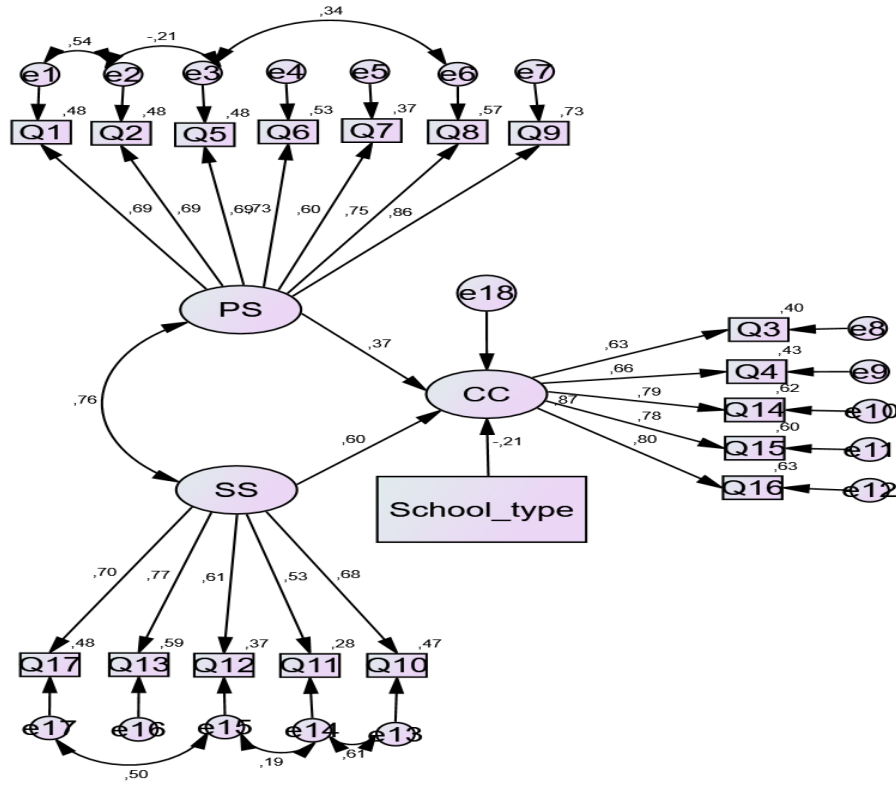 ,54 -,21 ,34
e1 e2 e3 e4 e5 e6 e7
,48 ,48 ,48 ,53 ,37 ,57 ,73
Q1 Q2 Q5 Q6 Q7 Q8 Q9
,69 ,69 ,69 ,73 ,60 ,75 ,86
PS
e18
,40
Q3 e8
,37
,63
,43
Q4 e9
,66
,76
CC
,87
,79
,62
Q14 e10
,78
,60
Q15 e11
,60
-,21
,80
,63
Q16 e12
SS
School_type
,70 ,77 ,61 ,53 ,68
,48 ,59 ,37 ,28 ,47
Q17 Q13 Q12 Q11 Q10
e17 e16 e15 e14 e13
,50 ,19 ,61